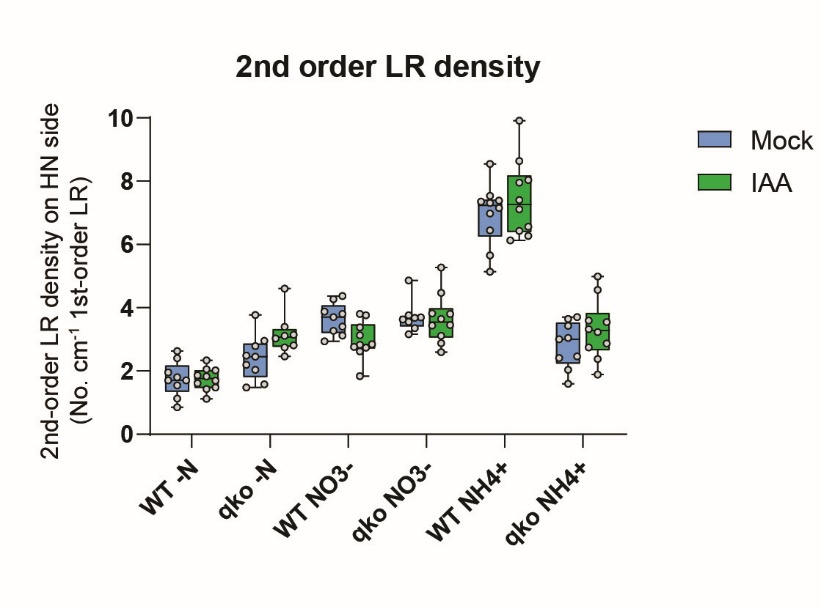 2nd order LR density
2nd-order LR density on HN side
(No. cm⁻¹ 1st-order LR)
10
8
6
4
2
0
WT -N
qko -N
WT NO3-
qko NO3-
WT NH4+
qko NH4+
Mock
IAA